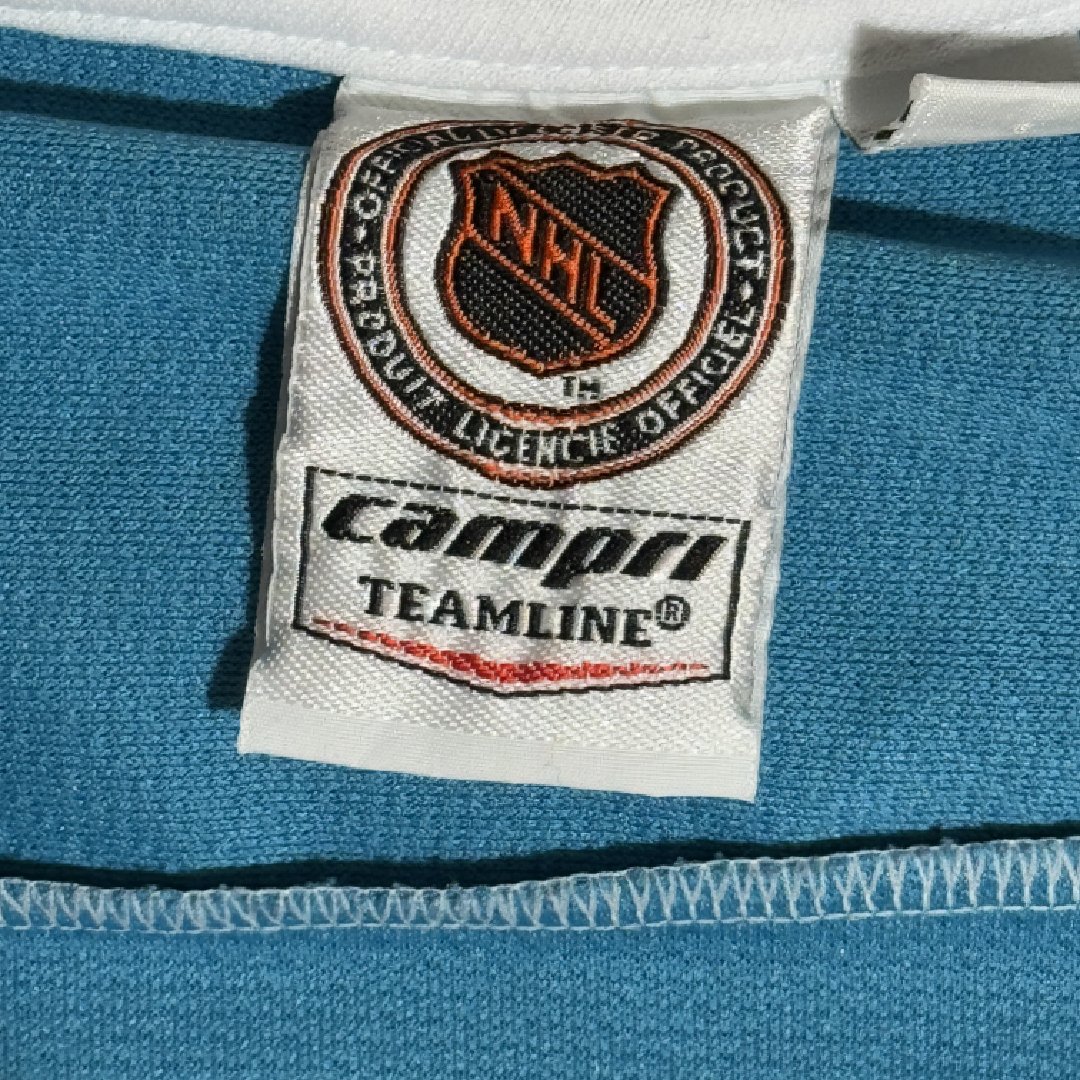 OFFICIAL LICENSED PRODUCT
NHL
TM
PRODUIT LICENCIE OFFICIEL
campri
TEAMLINE®